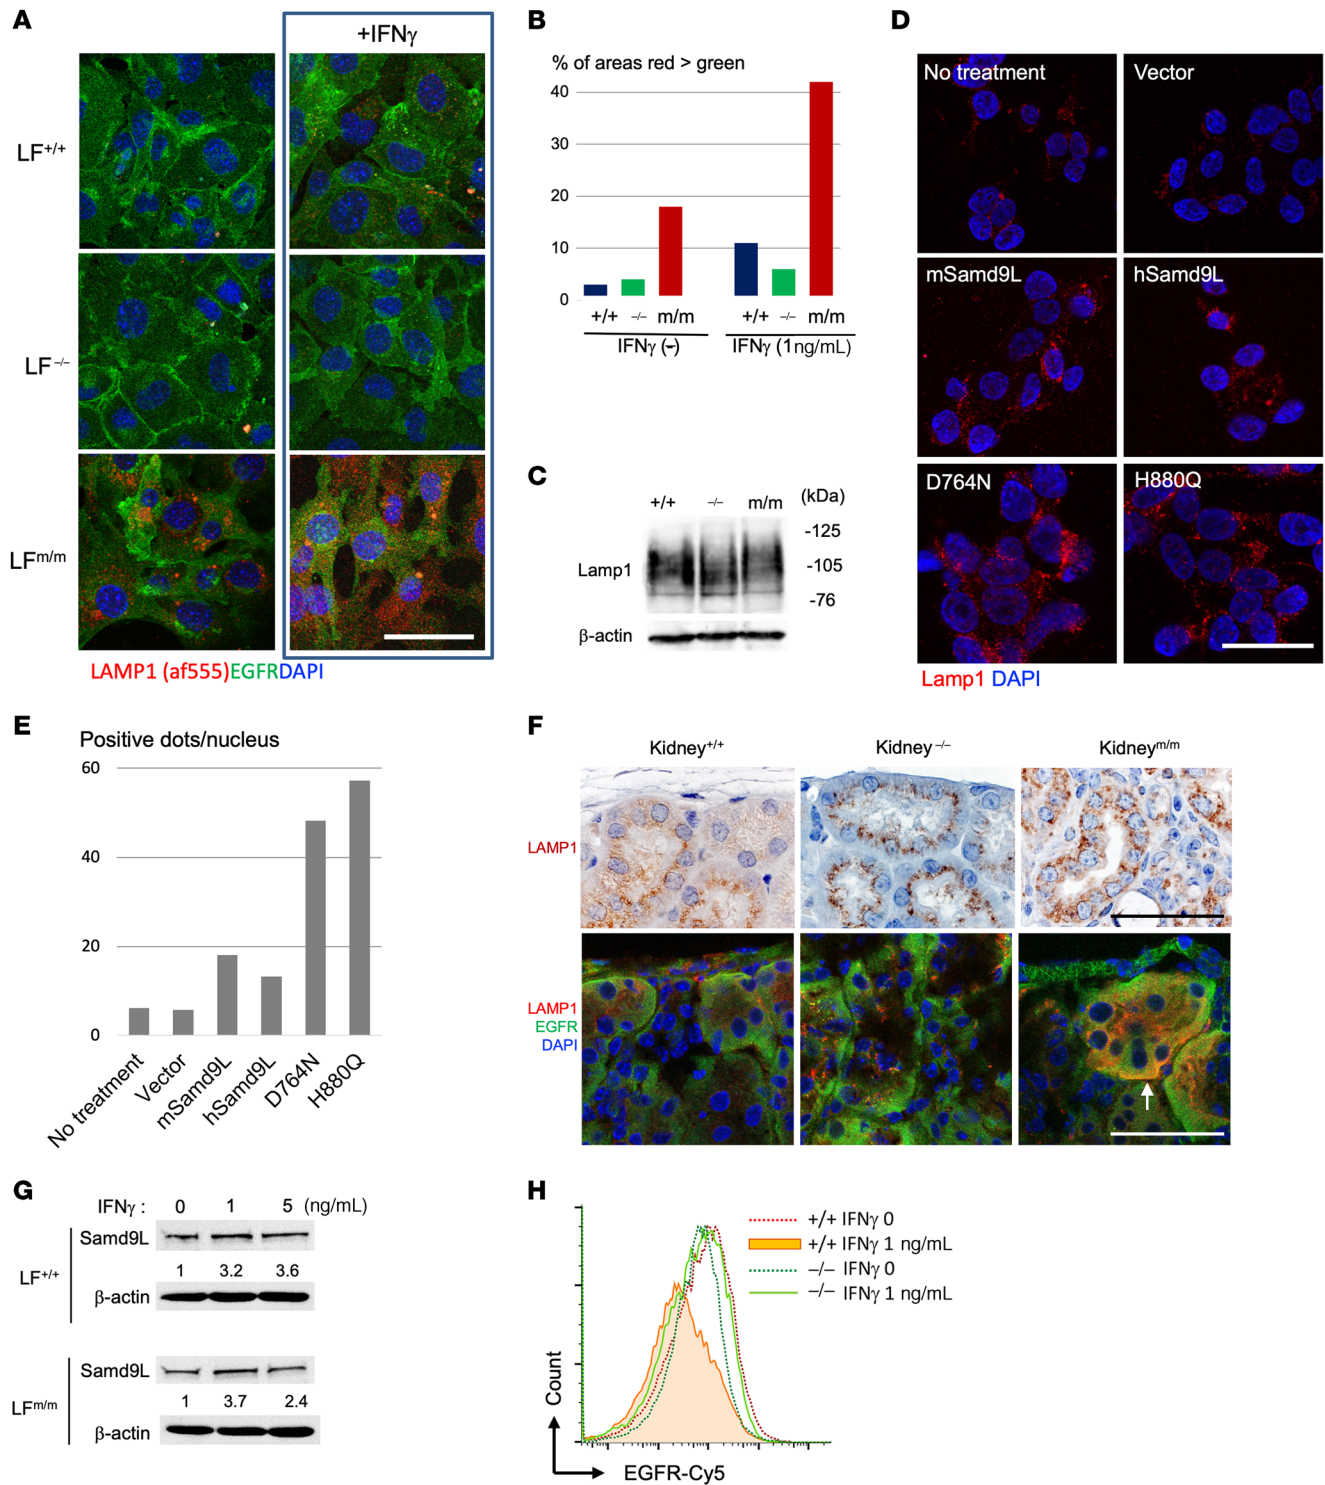 A
+IFNγ
LF+/+
LF–/–
LFm/m
LAMP1 (af555)EGFRDAPI
B
% of areas red > green
40
30
20
10
0
+/+ –/– m/m +/+ –/– m/m
IFNγ (-) IFNγ (1ng/mL)
C
+/+ –/– m/m (kDa)
-125
Lamp1 -105
-76
β-actin
D
No treatment Vector
mSamd9L hSamd9L
D764N H880Q
Lamp1 DAPI
E
Positive dots/nucleus
60
40
20
0
No treatment
Vector
mSamd9L
hSamd9L
D764N
H880Q
F
Kidney+/+ Kidney–/– Kidneym/m
LAMP1
LAMP1
EGFR
DAPI
G
IFNγ : 0 1 5 (ng/mL)
Samd9L
LF+/+
1 3.2 3.6
β-actin
Samd9L
LFm/m
1 3.7 2.4
β-actin
H
+/+ IFNγ 0
+/+ IFNγ 1 ng/mL
–/– IFNγ 0
–/– IFNγ 1 ng/mL
Count
EGFR-Cy5